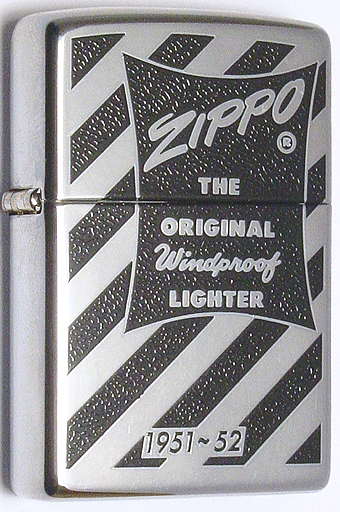 ZIPPO
®
THE
ORIGINAL
Windproof
LIGHTER
1951~52